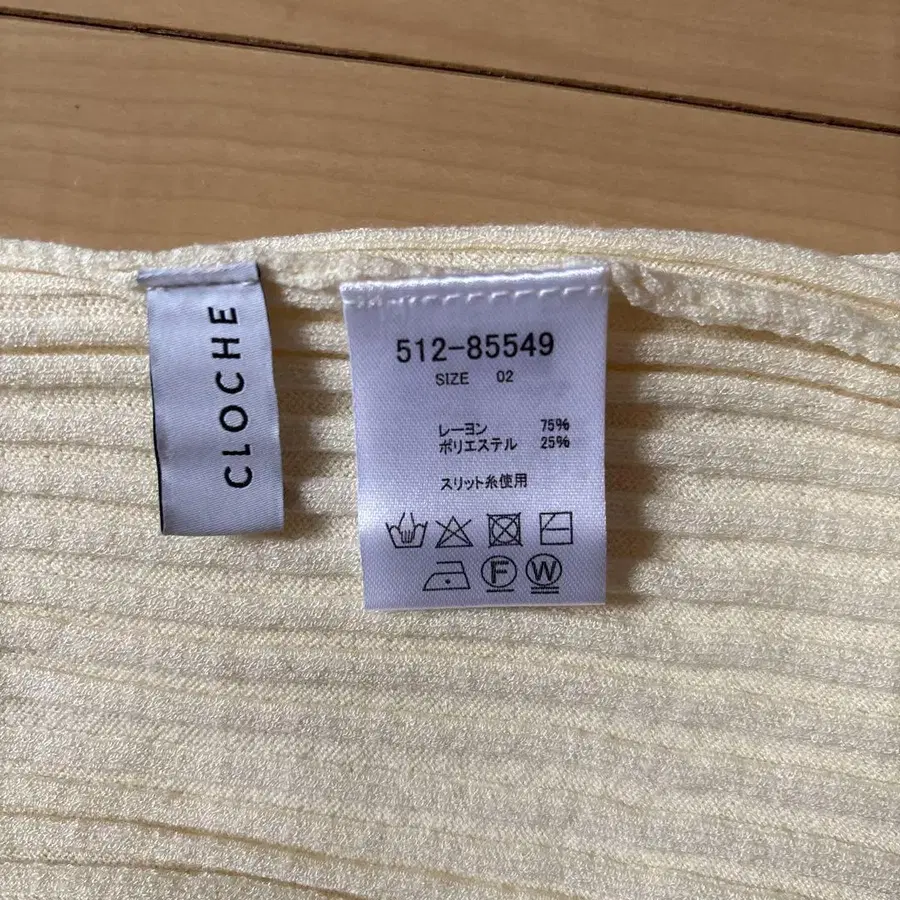 CLOCHE
512-85549
SIZE 02
レーヨン 75%
ポリエステル 25%
スリット糸使用
F W